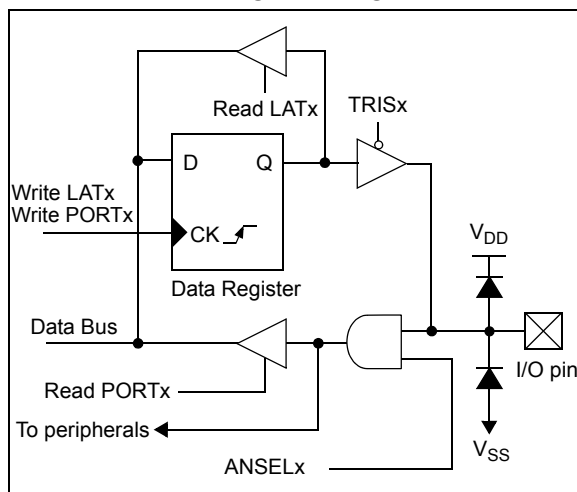 Read LATx
TRISx
D Q
Write LATx
Write PORTx
CK
VDD
Data Register
Data Bus
I/O pin
Read PORTx
To peripherals
VSS
ANSELx